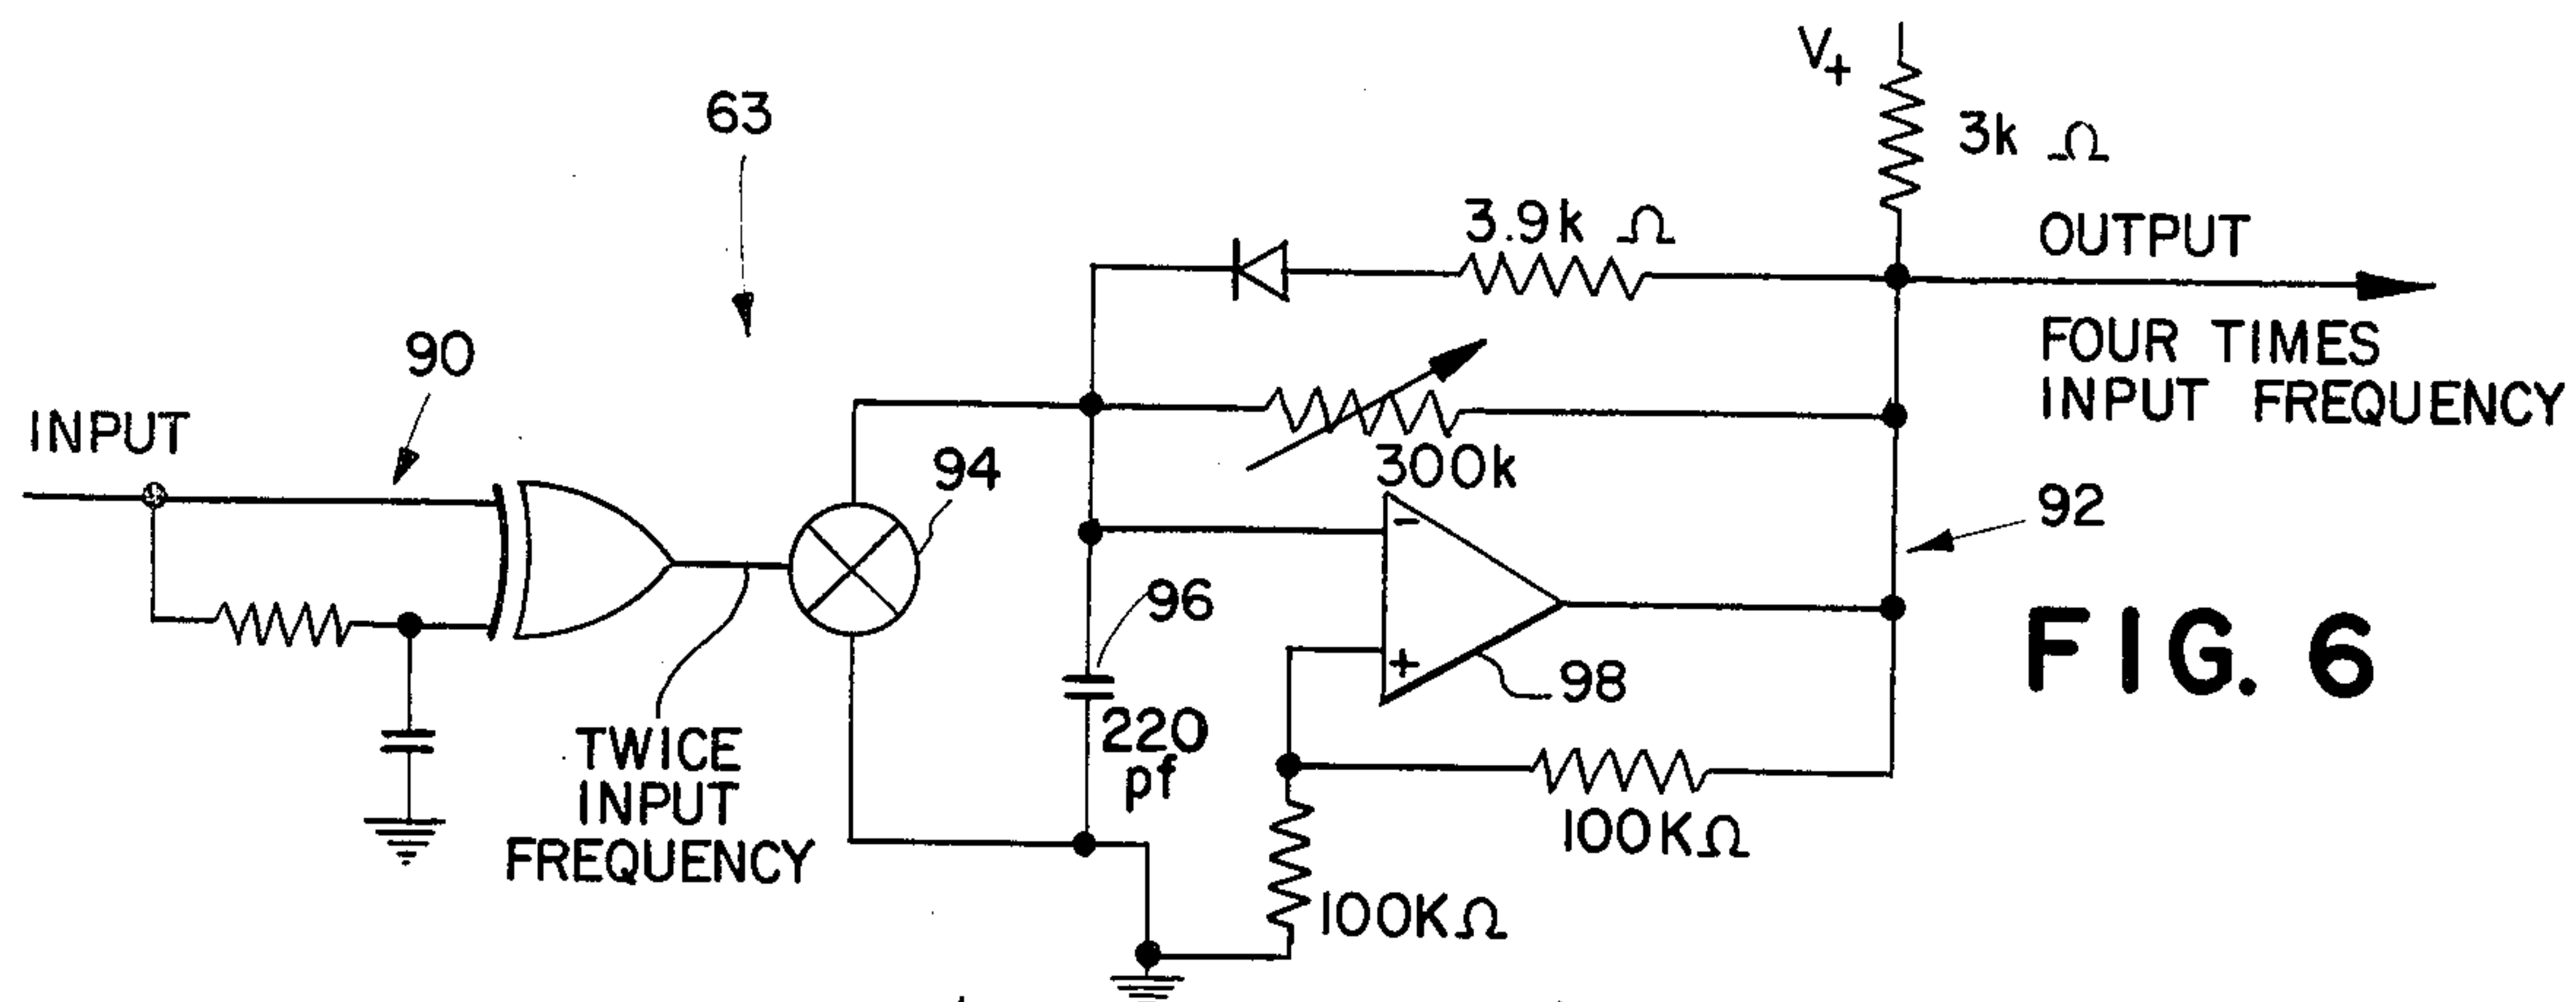 V+
3k Ω
63
3.9k Ω
OUTPUT
FOUR TIMES
INPUT FREQUENCY
90
INPUT
94
300k
92
-
96
+
98
220
pf
FIG. 6
TWICE
INPUT
FREQUENCY
100KΩ
100KΩ